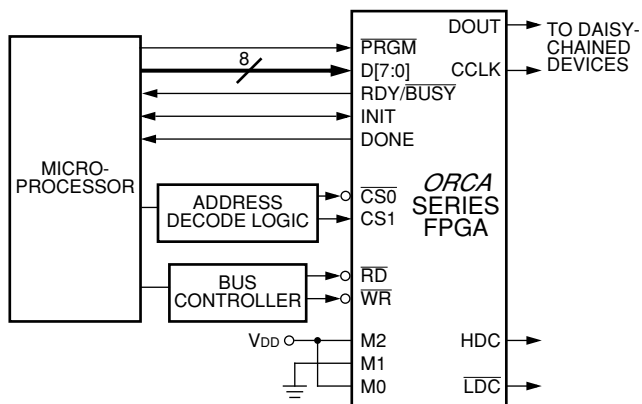 DOUT
TO DAISY-
CHAINED
DEVICES
8
PRGM
D[7:0]
CCLK
RDY/BUSY
INIT
DONE
MICRO-
PROCESSOR
ORCA
SERIES
FPGA
ADDRESS
DECODE LOGIC
CS0
CS1
BUS
CONTROLLER
RD
WR
VDD
M2
HDC
M1
M0
LDC